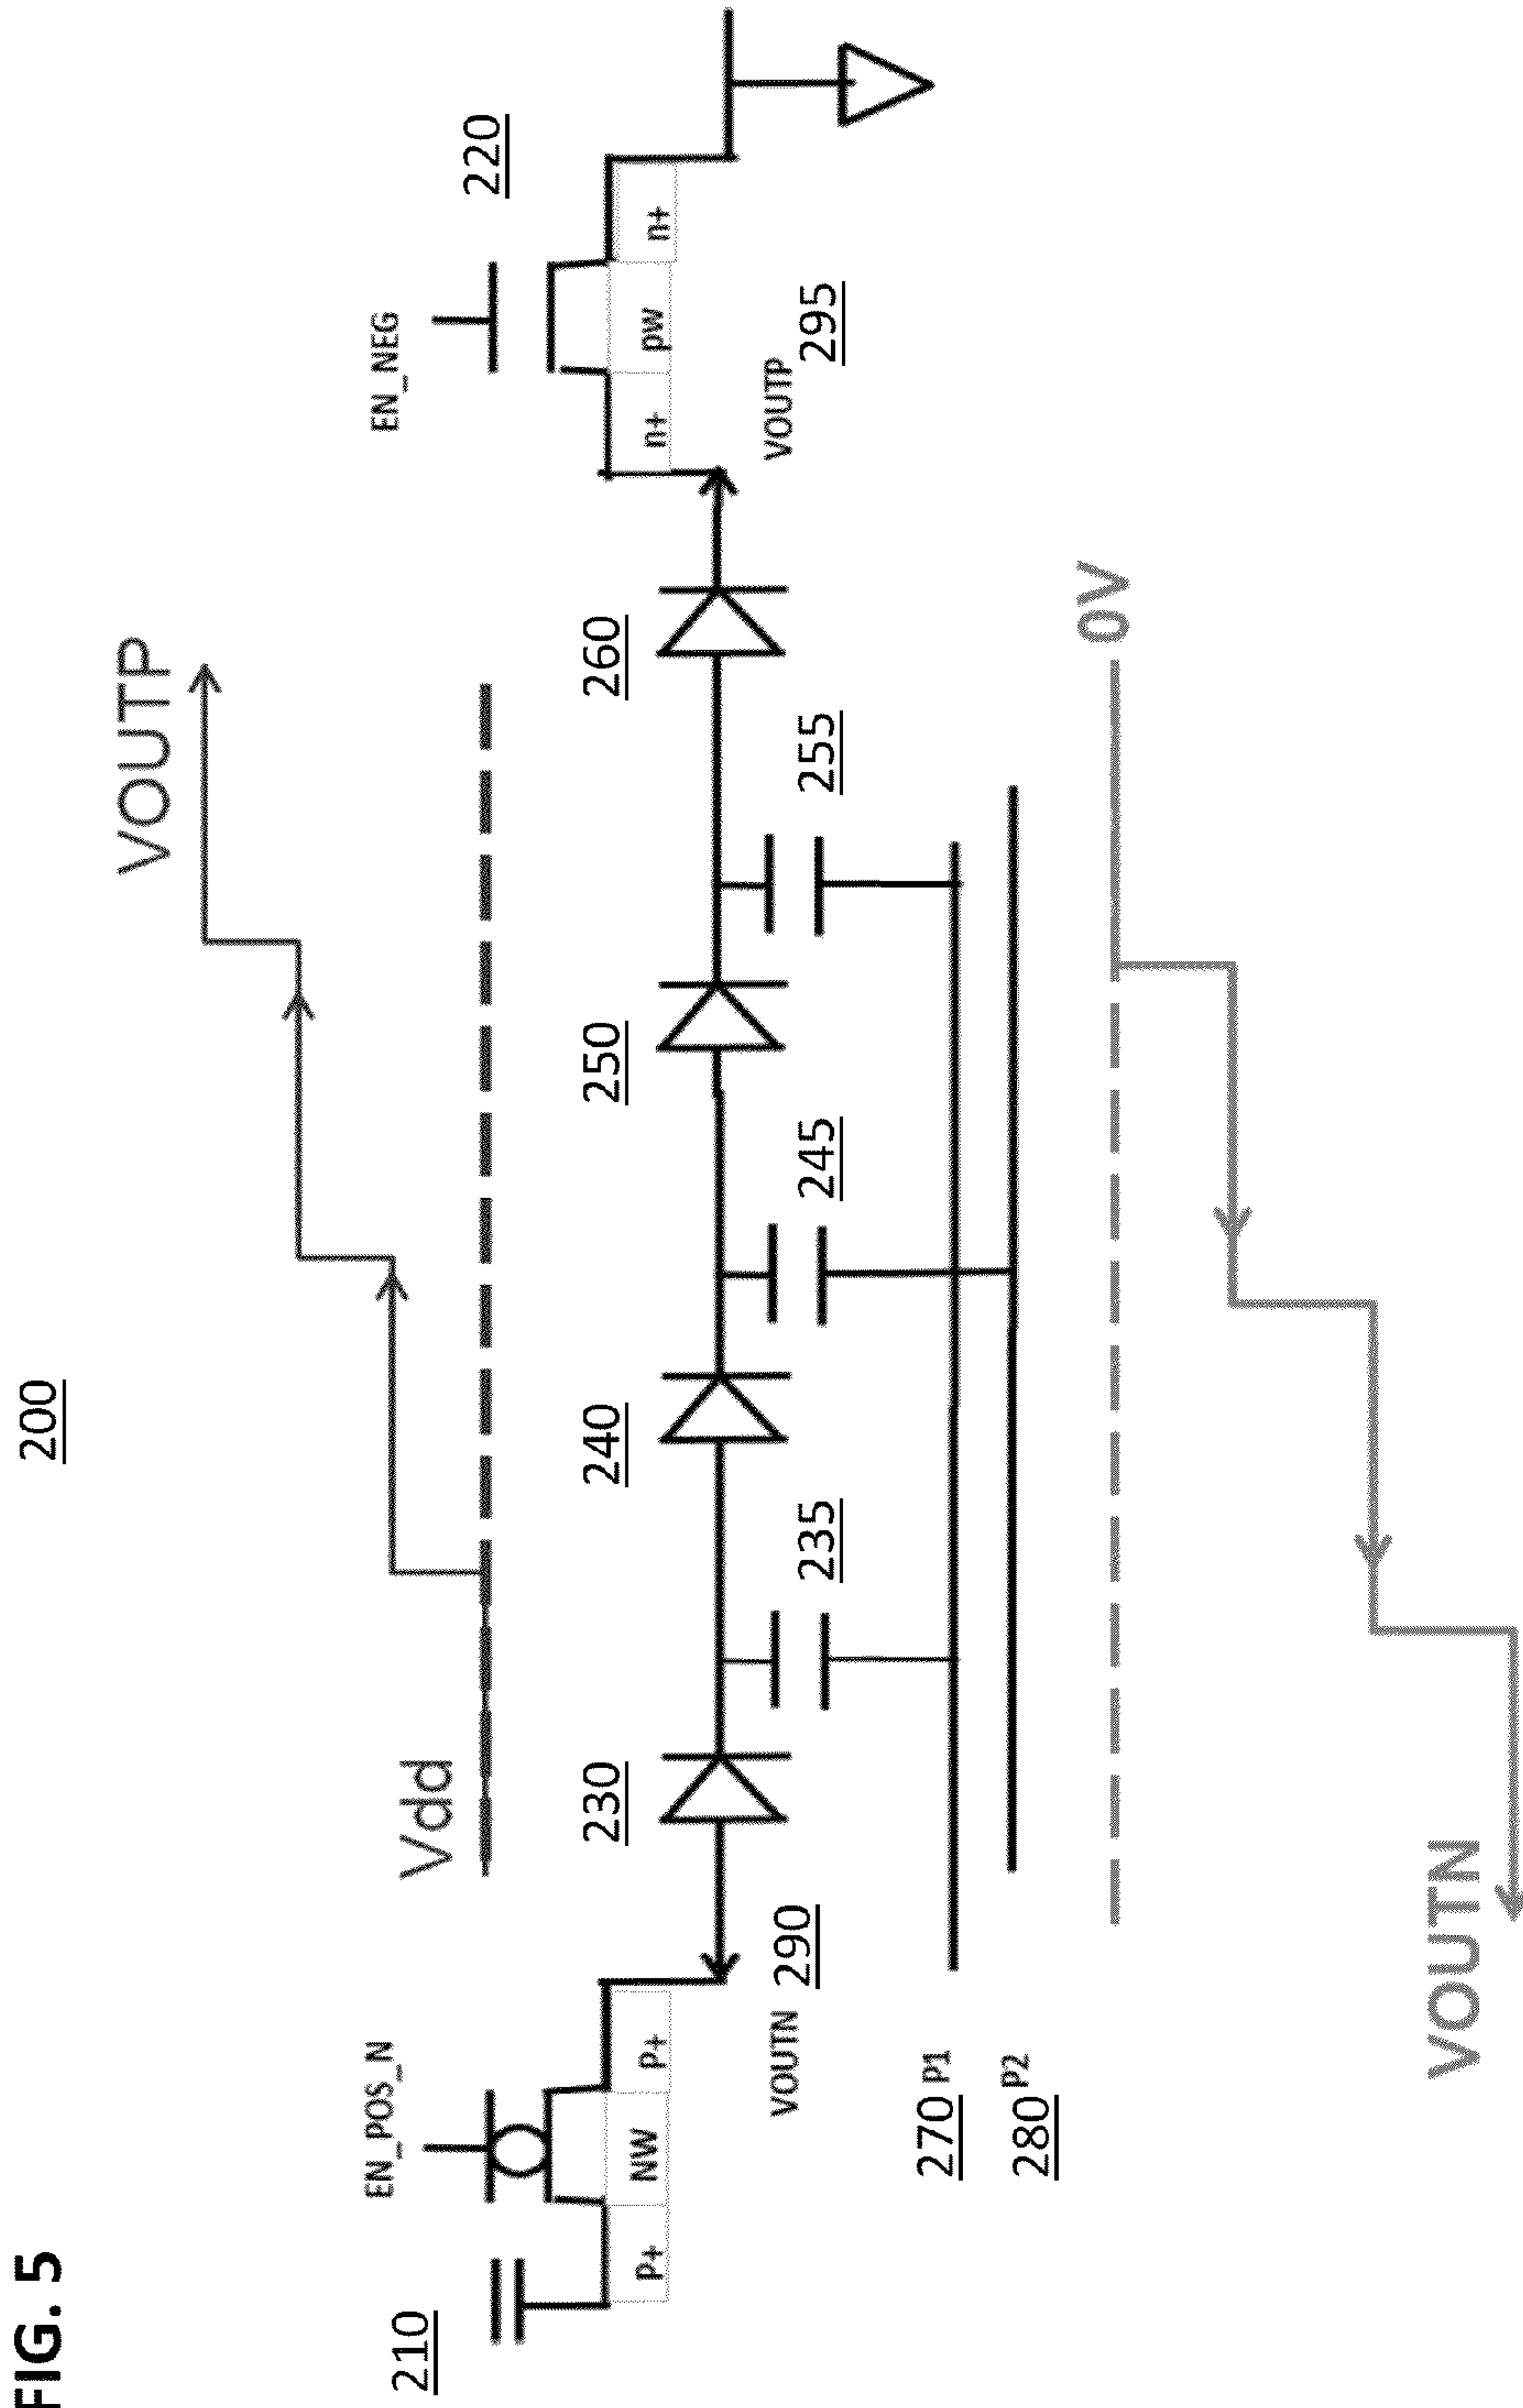 FIG. 5
200
VOUTP
Vdd
210
EN_POS_N
EN_NEG
220
P+
NW
P+
n+
pw
n+
230
240
250
260
VOUTN
290
235
245
255
VOUTP
295
270 P1
280 P2
0V
VOUTN